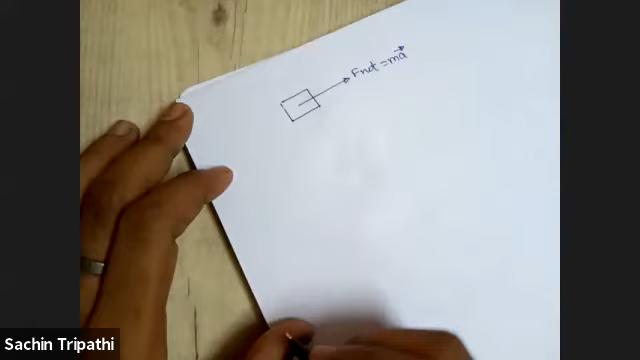 Fnet = ma⃗
Sachin Tripathi